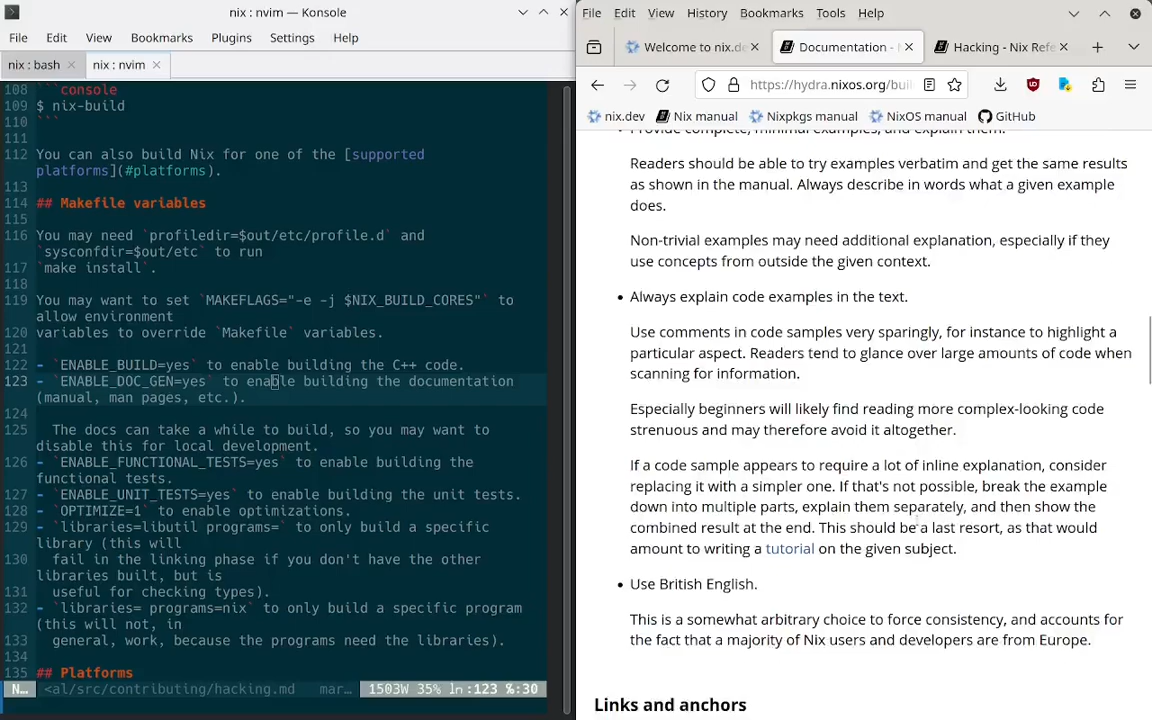 nix : nvim — Konsole
File Edit View Bookmarks Plugins Settings Help
nix : bash
nix : nvim
108 ```console
109 $ nix-build
110 ```
111
112 You can also build Nix for one of the [supported
platforms](#platforms).
113
114 ## Makefile variables
115
116 You may need `profiledir=$out/etc/profile.d` and
`sysconfdir=$out/etc` to run
117 `make install`.
118
119 You may want to set `MAKEFLAGS="-e -j $NIX_BUILD_CORES"` to
allow environment
120 variables to override `Makefile` variables.
121
122 - `ENABLE_BUILD=yes` to enable building the C++ code.
123 - `ENABLE_DOC_GEN=yes` to enable building the documentation
(manual, man pages, etc.).
124
125   The docs can take a while to build, so you may want to
disable this for local development.
126 - `ENABLE_FUNCTIONAL_TESTS=yes` to enable building the
functional tests.
127 - `ENABLE_UNIT_TESTS=yes` to enable building the unit tests.
128 - `OPTIMIZE=1` to enable optimizations.
129 - `libraries=libutil programs=` to only build a specific
library (this will
130   fail in the linking phase if you don't have the other
libraries built, but is
131   useful for checking types).
132 - `libraries= programs=nix` to only build a specific program
(this will not, in
133   general, work, because the programs need the libraries).
134
135 ## Platforms
N… <al/src/contributing/hacking.md mar… 1503W 35% ln:123 %:30
File Edit View History Bookmarks Tools Help
Welcome to nix.de
Documentation -
Hacking - Nix Refe
https://hydra.nixos.org/bui
nix.dev
Nix manual
Nixpkgs manual
NixOS manual
GitHub
• Provide complete, minimal examples, and explain them.
Readers should be able to try examples verbatim and get the same results
as shown in the manual. Always describe in words what a given example
does.
Non-trivial examples may need additional explanation, especially if they
use concepts from outside the given context.
• Always explain code examples in the text.
Use comments in code samples very sparingly, for instance to highlight a
particular aspect. Readers tend to glance over large amounts of code when
scanning for information.
Especially beginners will likely find reading more complex-looking code
strenuous and may therefore avoid it altogether.
If a code sample appears to require a lot of inline explanation, consider
replacing it with a simpler one. If that's not possible, break the example
down into multiple parts, explain them separately, and then show the
combined result at the end. This should be a last resort, as that would
amount to writing a tutorial on the given subject.
• Use British English.
This is a somewhat arbitrary choice to force consistency, and accounts for
the fact that a majority of Nix users and developers are from Europe.
Links and anchors